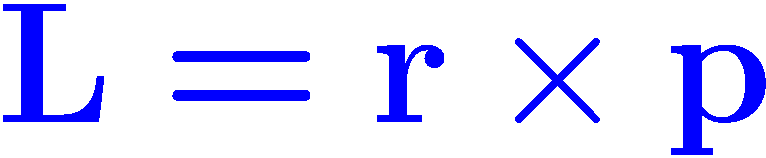 L = r × p